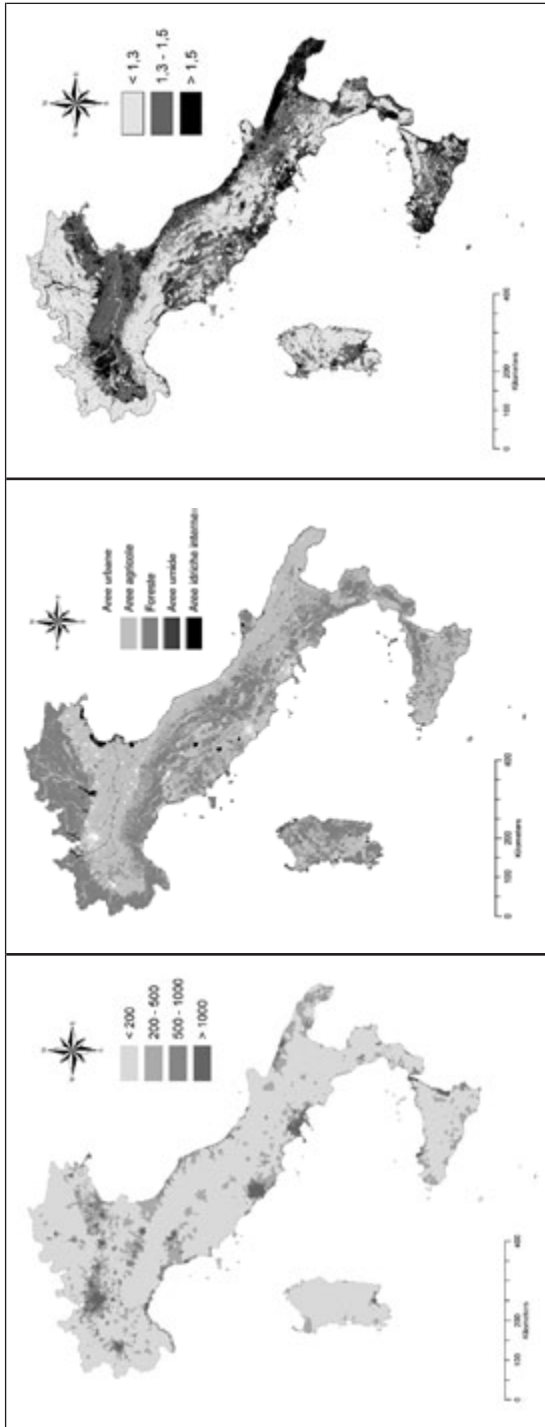 < 200
200 - 500
500 - 1000
> 1000
0 100 200 400
Kilometers
Aree urbane
Aree agricole
Foreste
Aree umide
Aree idriche interne
0 100 200 400
Kilometers
< 1,3
1,3 - 1,5
> 1,5
0 100 200 400
Kilometers